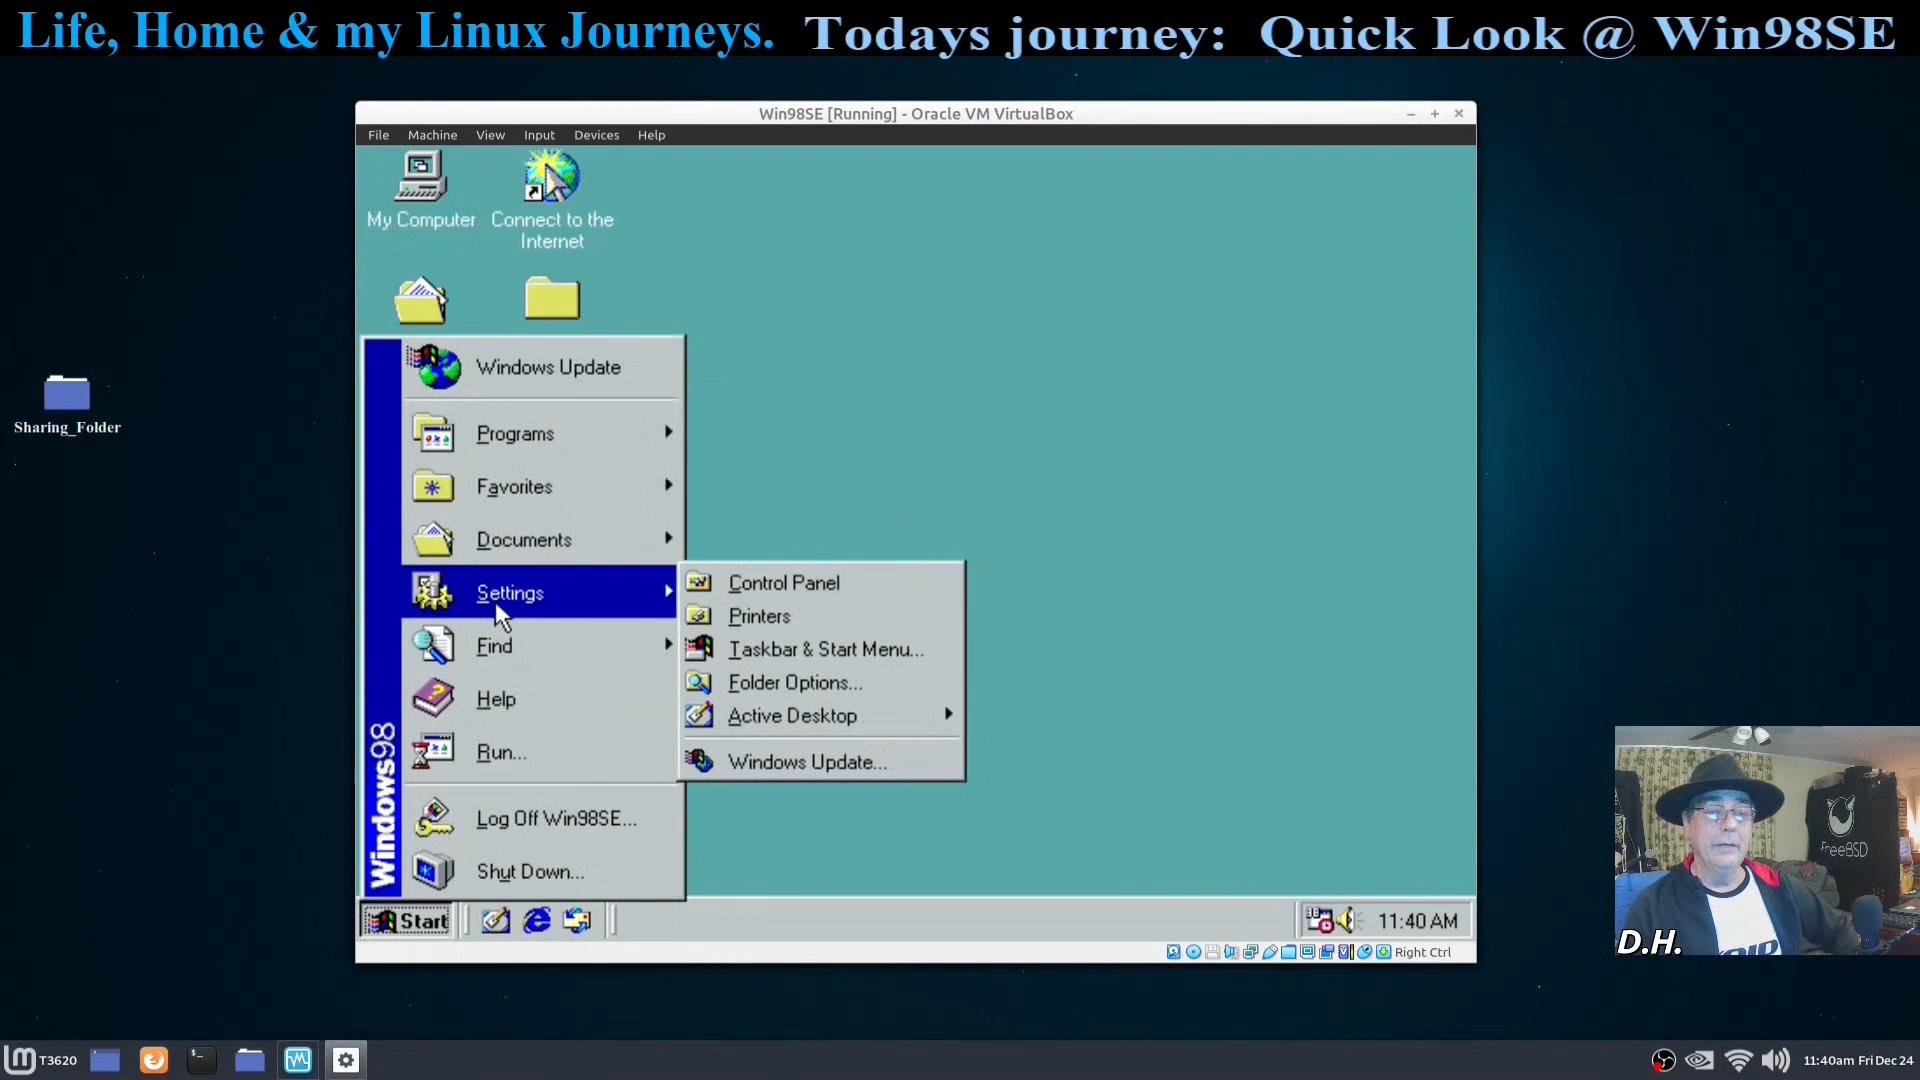 Life, Home & my Linux Journeys. Todays journey: Quick Look @ Win98SE
Win98SE [Running] - Oracle VM VirtualBox
File Machine View Input Devices Help
My Computer
Connect to the
Internet
Sharing_Folder
Windows Update
Programs
Favorites
Documents
Settings
Find
Help
Run...
Log Off Win98SE...
Shut Down...
Windows98
Control Panel
Printers
Taskbar & Start Menu...
Folder Options...
Active Desktop
Windows Update...
Start
11:40 AM
Right Ctrl
FreeBSD
D.H.
T3620
11:40am Fri Dec 24